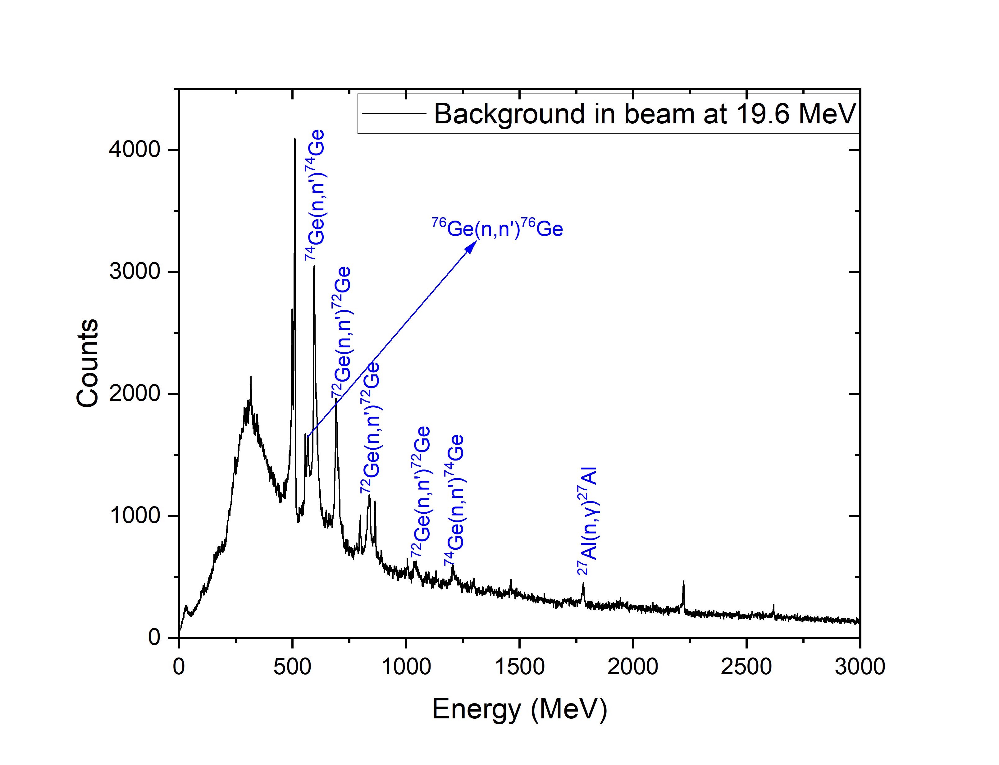 Background in beam at 19.6 MeV
4000
3000
2000
1000
0
Counts
⁷⁴Ge(n,n')⁷⁴Ge
⁷⁶Ge(n,n')⁷⁶Ge
⁷²Ge(n,n')⁷²Ge
⁷²Ge(n,n')⁷²Ge
⁷²Ge(n,n')⁷²Ge
⁷⁴Ge(n,n')⁷⁴Ge
²⁷Al(n,γ)²⁷Al
0 500 1000 1500 2000 2500 3000
Energy (MeV)